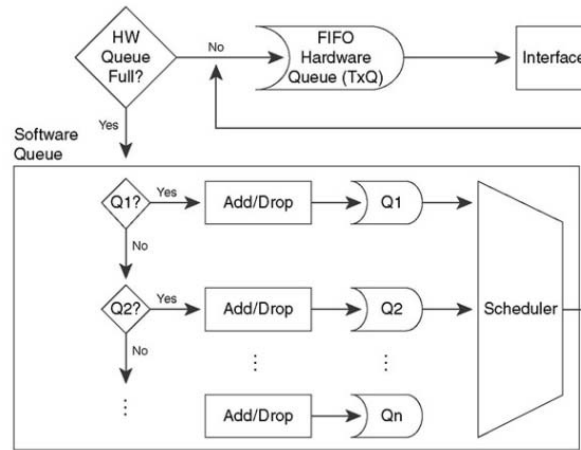 HW
Queue
Full?
No
FIFO
Hardware
Queue (TxQ)
Interface
Yes
Software
Queue
Q1?
Yes
Add/Drop
Q1
No
Q2?
Yes
Add/Drop
Q2
Scheduler
No
⋮
⋮
⋮
Add/Drop
Qn